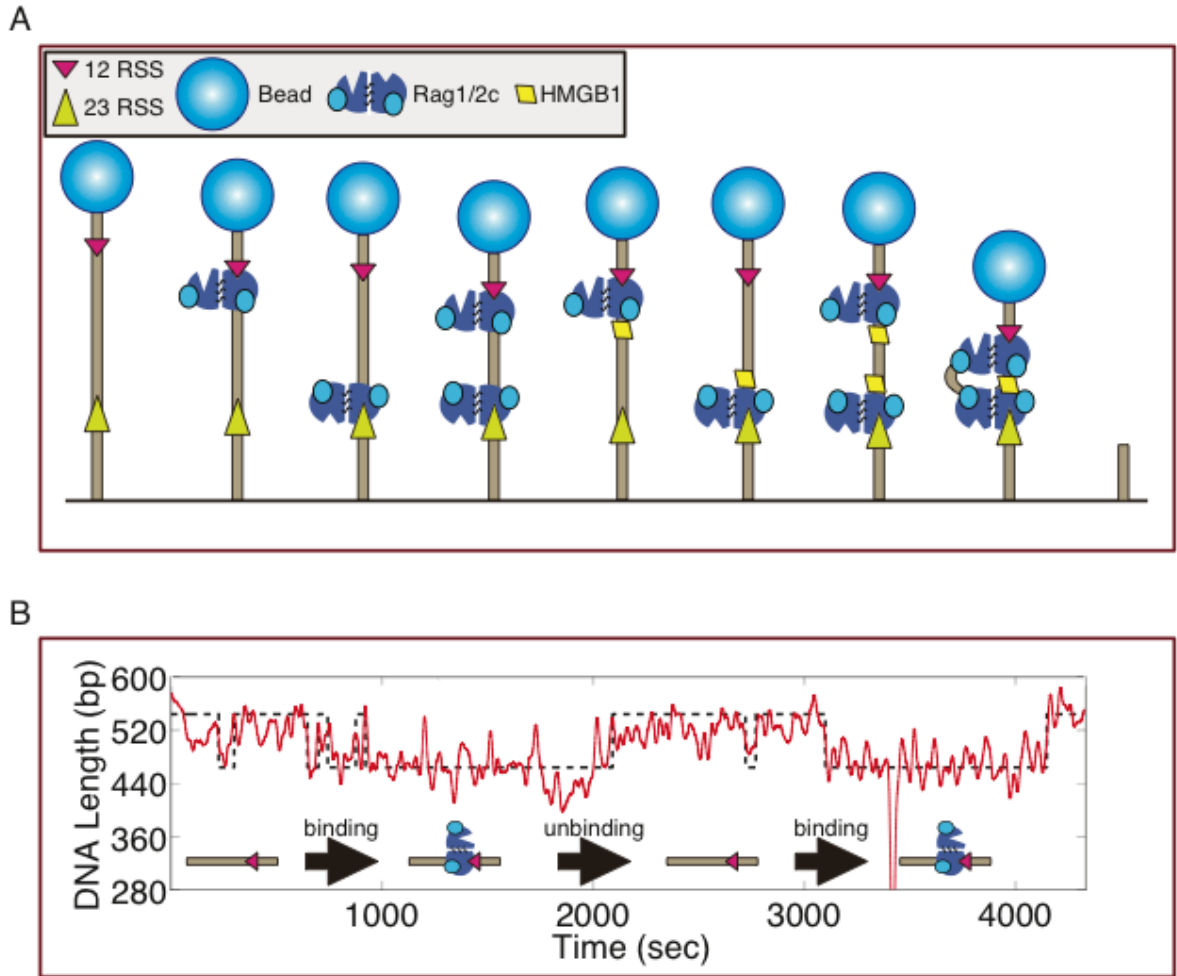 A
12 RSS
23 RSS
Bead
Rag1/2c
HMGB1
B
DNA Length (bp)
600
520
440
360
280
binding
unbinding
binding
1000
2000
3000
4000
Time (sec)